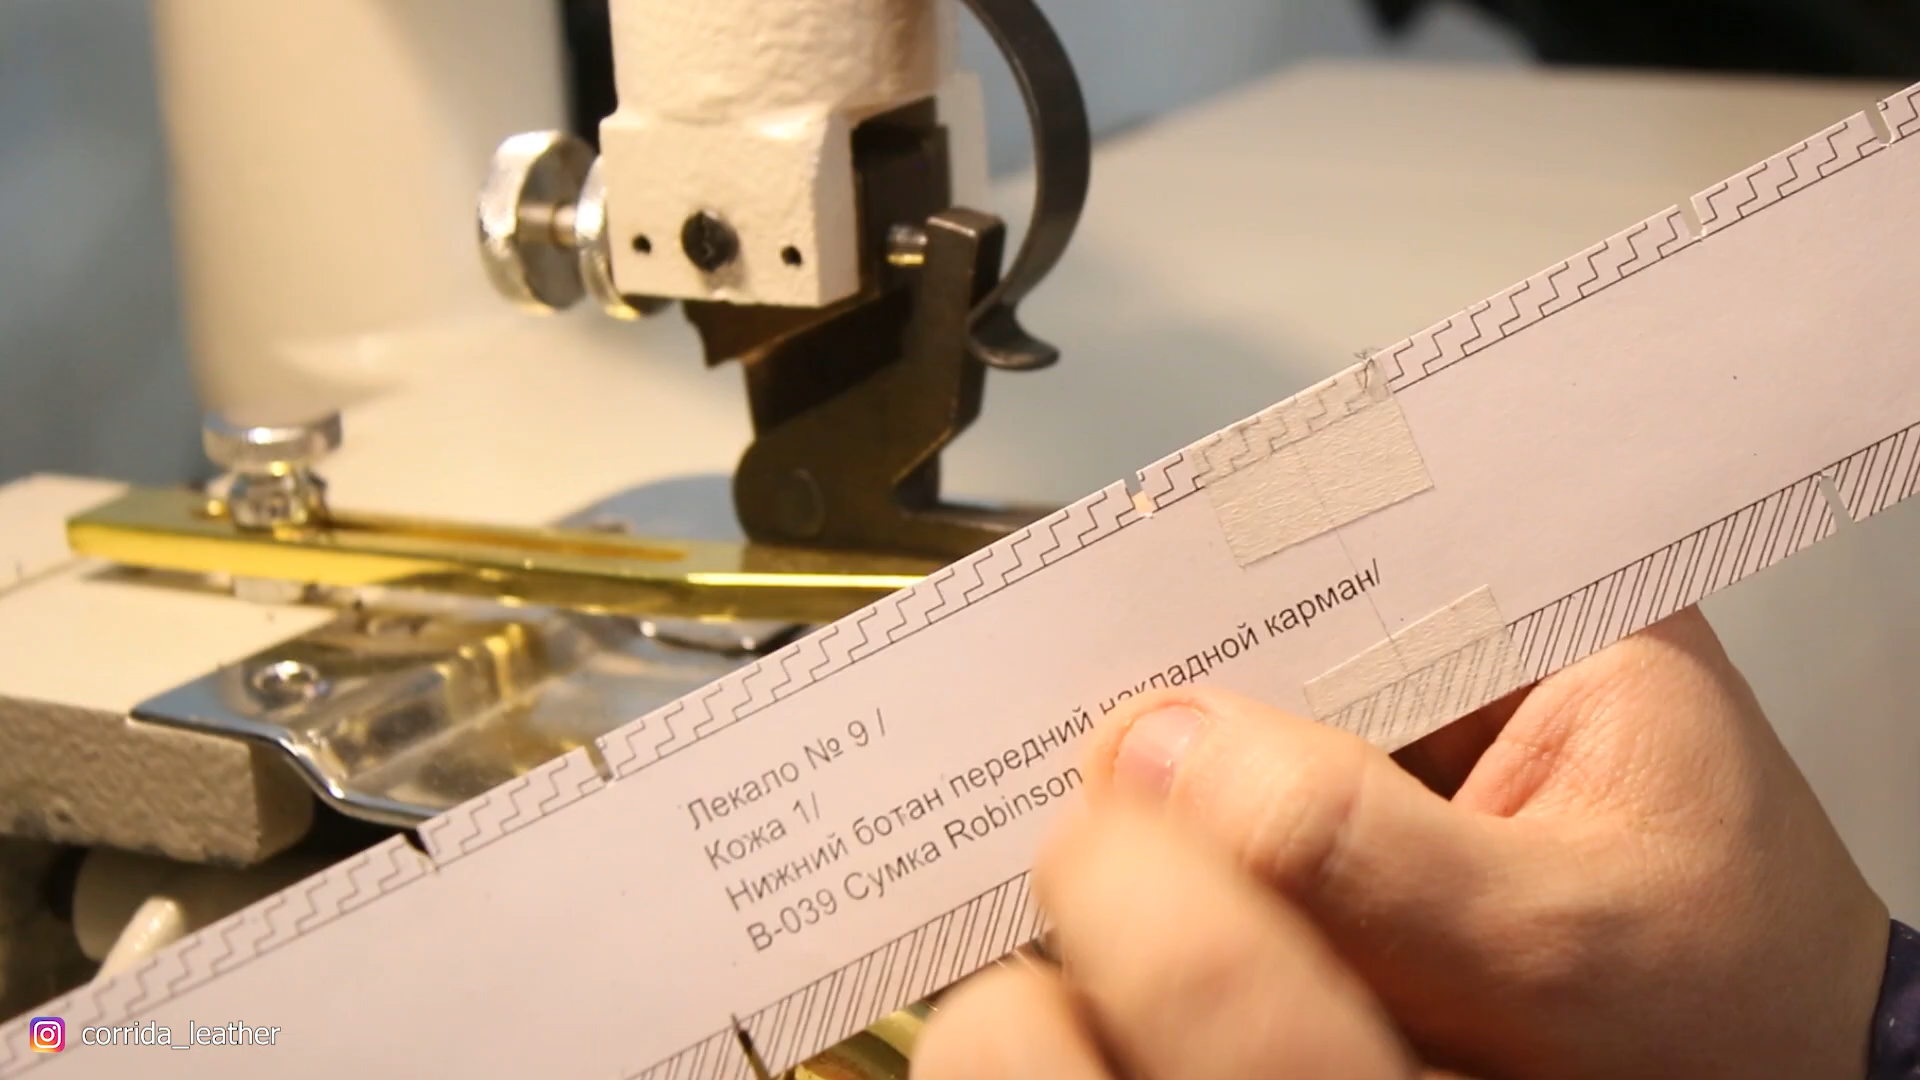 Лекало № 9 /
Кожа 1/
Нижний ботан передний накладной карман/
В-039 Сумка Robinson
corrida_leather